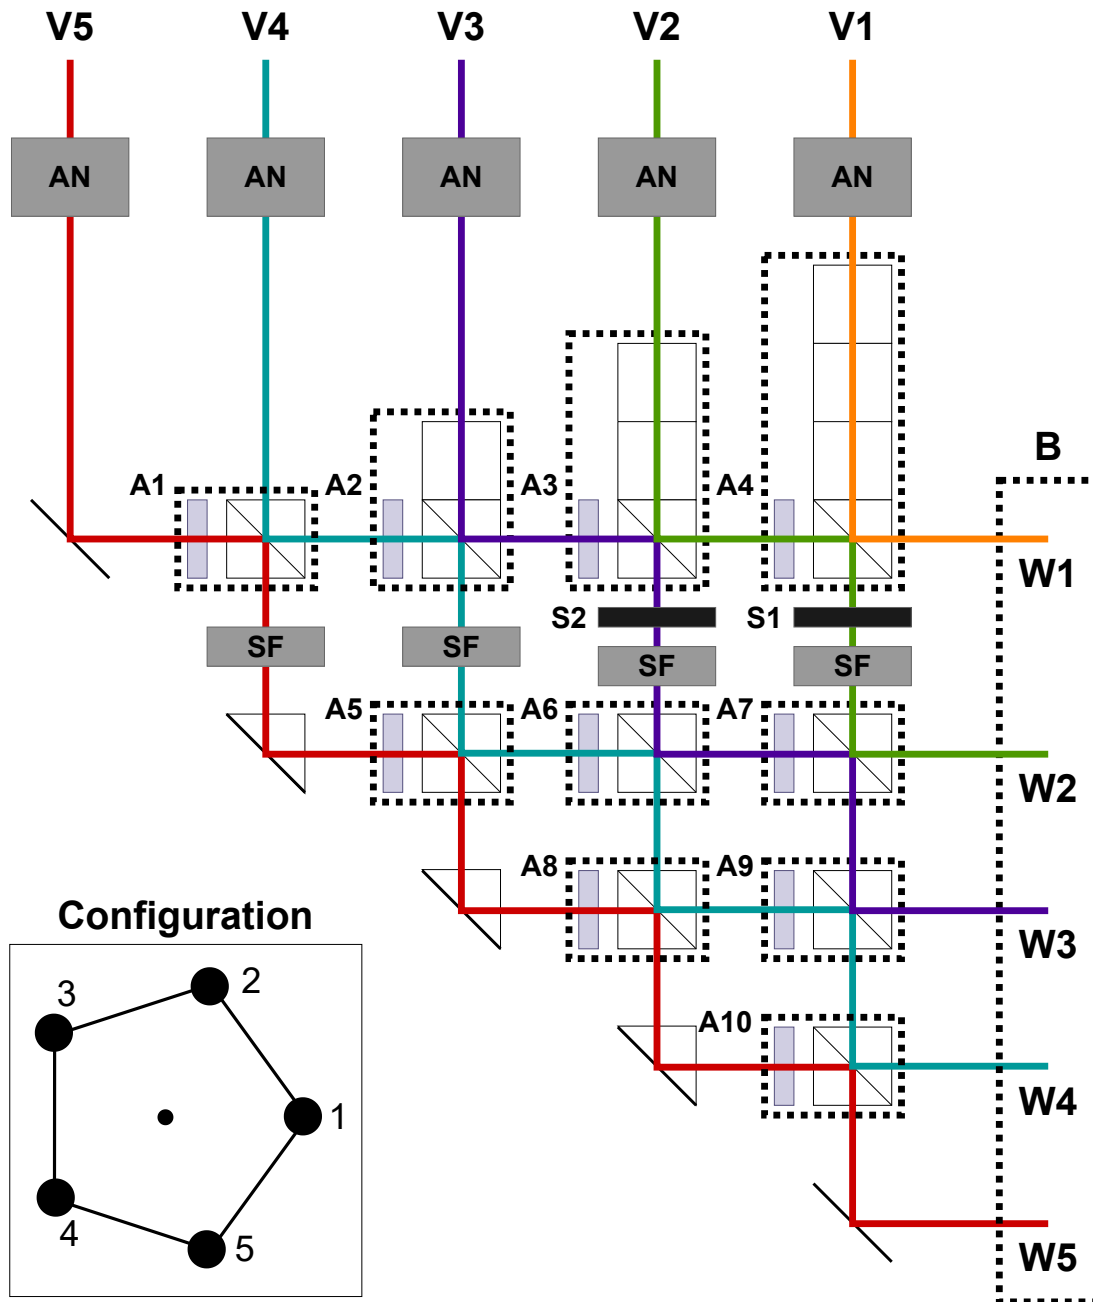 V5 V4 V3 V2 V1
AN AN AN AN AN
B
A1 A2 A3 A4
W1
S2 S1
SF SF SF SF
A5 A6 A7
W2
A8 A9
W3
Configuration
2
3
1
4
5
A10
W4
W5